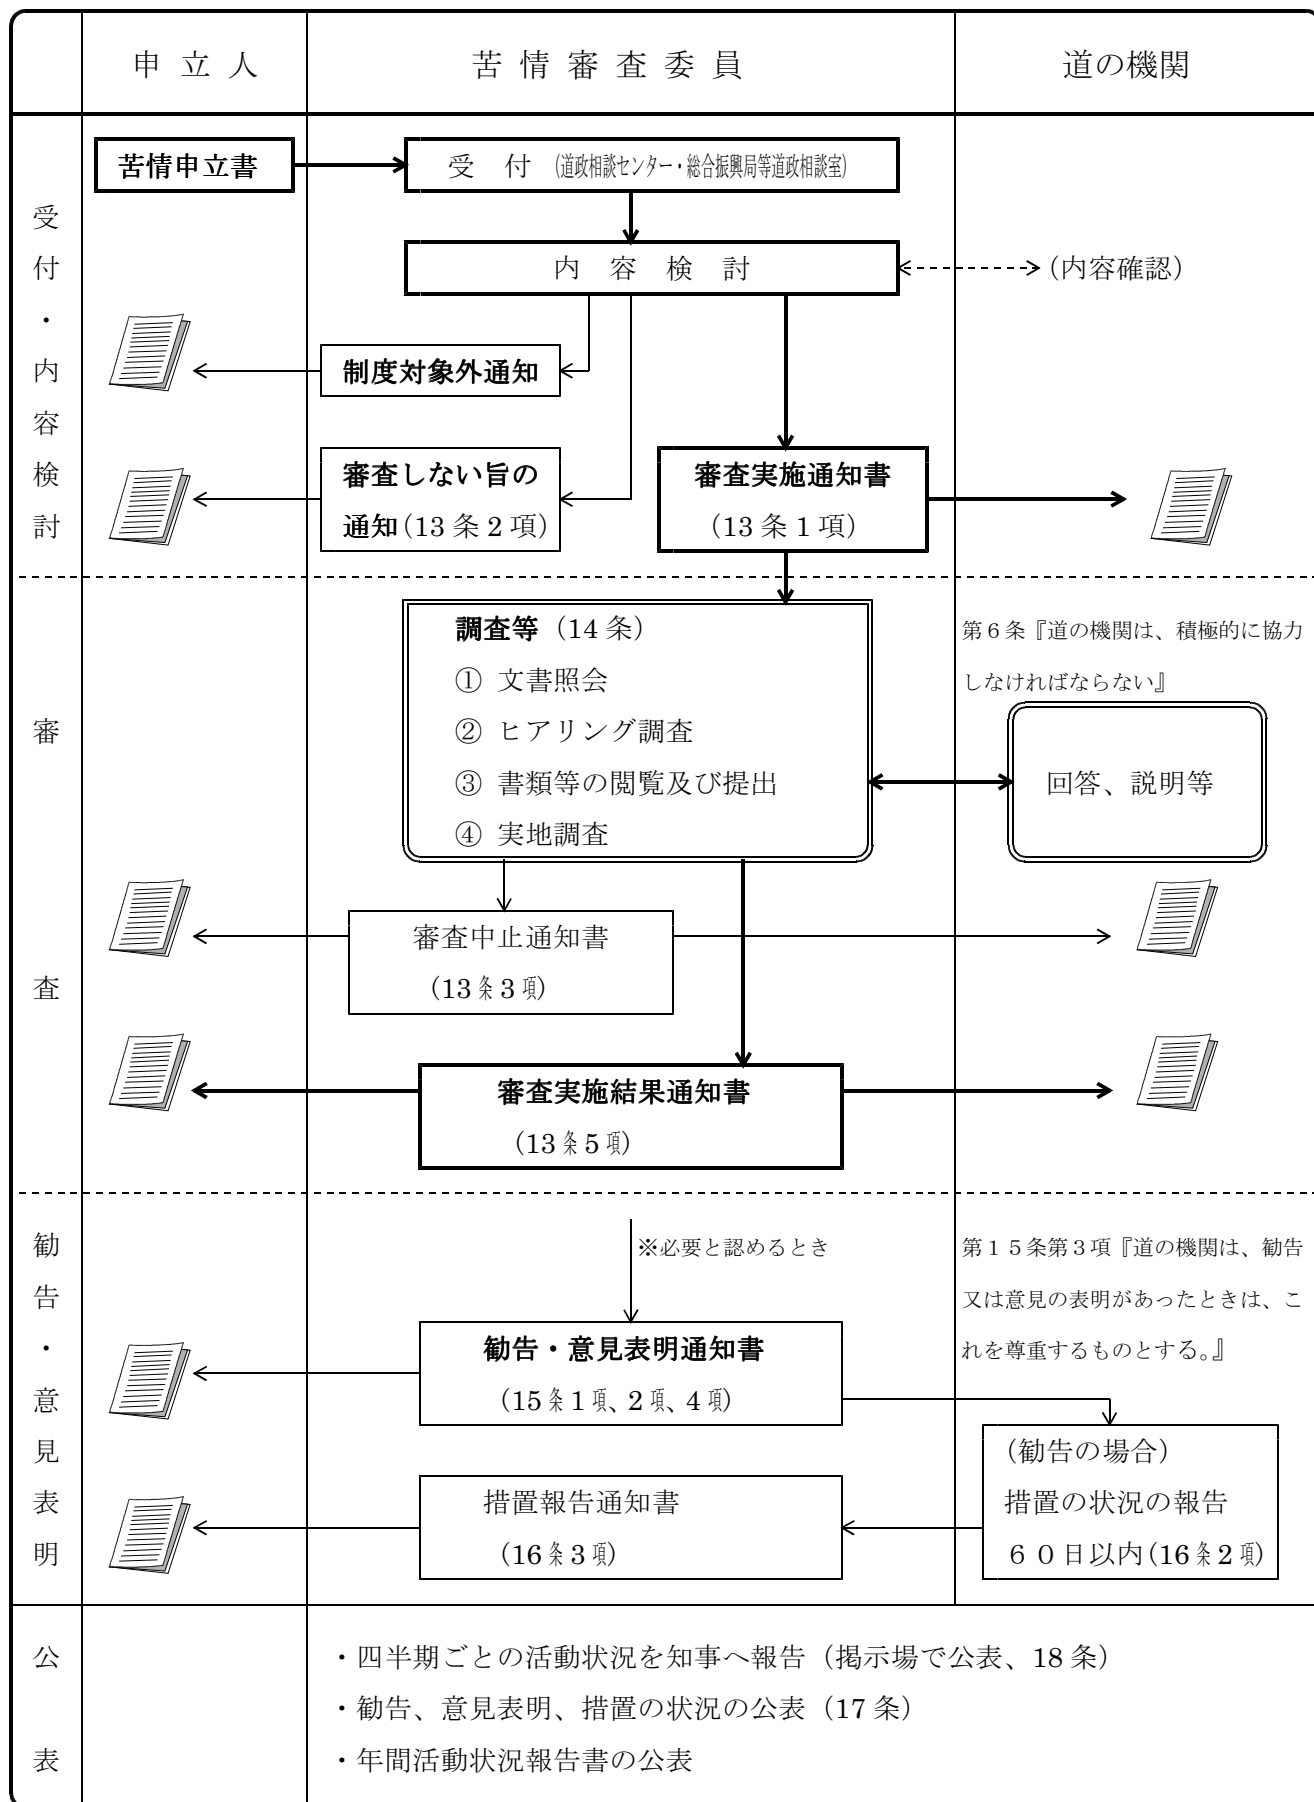 申立人
苦情審査委員
道の機関
受付・内容検討
苦情申立書
受　付 (道政相談センター・総合振興局等道政相談室)
内　容　検　討
(内容確認)
制度対象外通知
審査しない旨の
通知(13条2項)
審査実施通知書
(13条1項)
審査
調査等（14条）
① 文書照会
② ヒアリング調査
③ 書類等の閲覧及び提出
④ 実地調査
第６条『道の機関は、積極的に協力
しなければならない』
回答、説明等
審査中止通知書
(13条3項)
審査実施結果通知書
(13条5項)
勧告・意見表明
※必要と認めるとき
第１５条第３項『道の機関は、勧告
又は意見の表明があったときは、こ
れを尊重するものとする。』
勧告・意見表明通知書
(15条1項、2項、4項)
(勧告の場合)
措置の状況の報告
６０日以内(16条2項)
措置報告通知書
(16条3項)
公表
・四半期ごとの活動状況を知事へ報告（掲示場で公表、18条）
・勧告、意見表明、措置の状況の公表（17条）
・年間活動状況報告書の公表